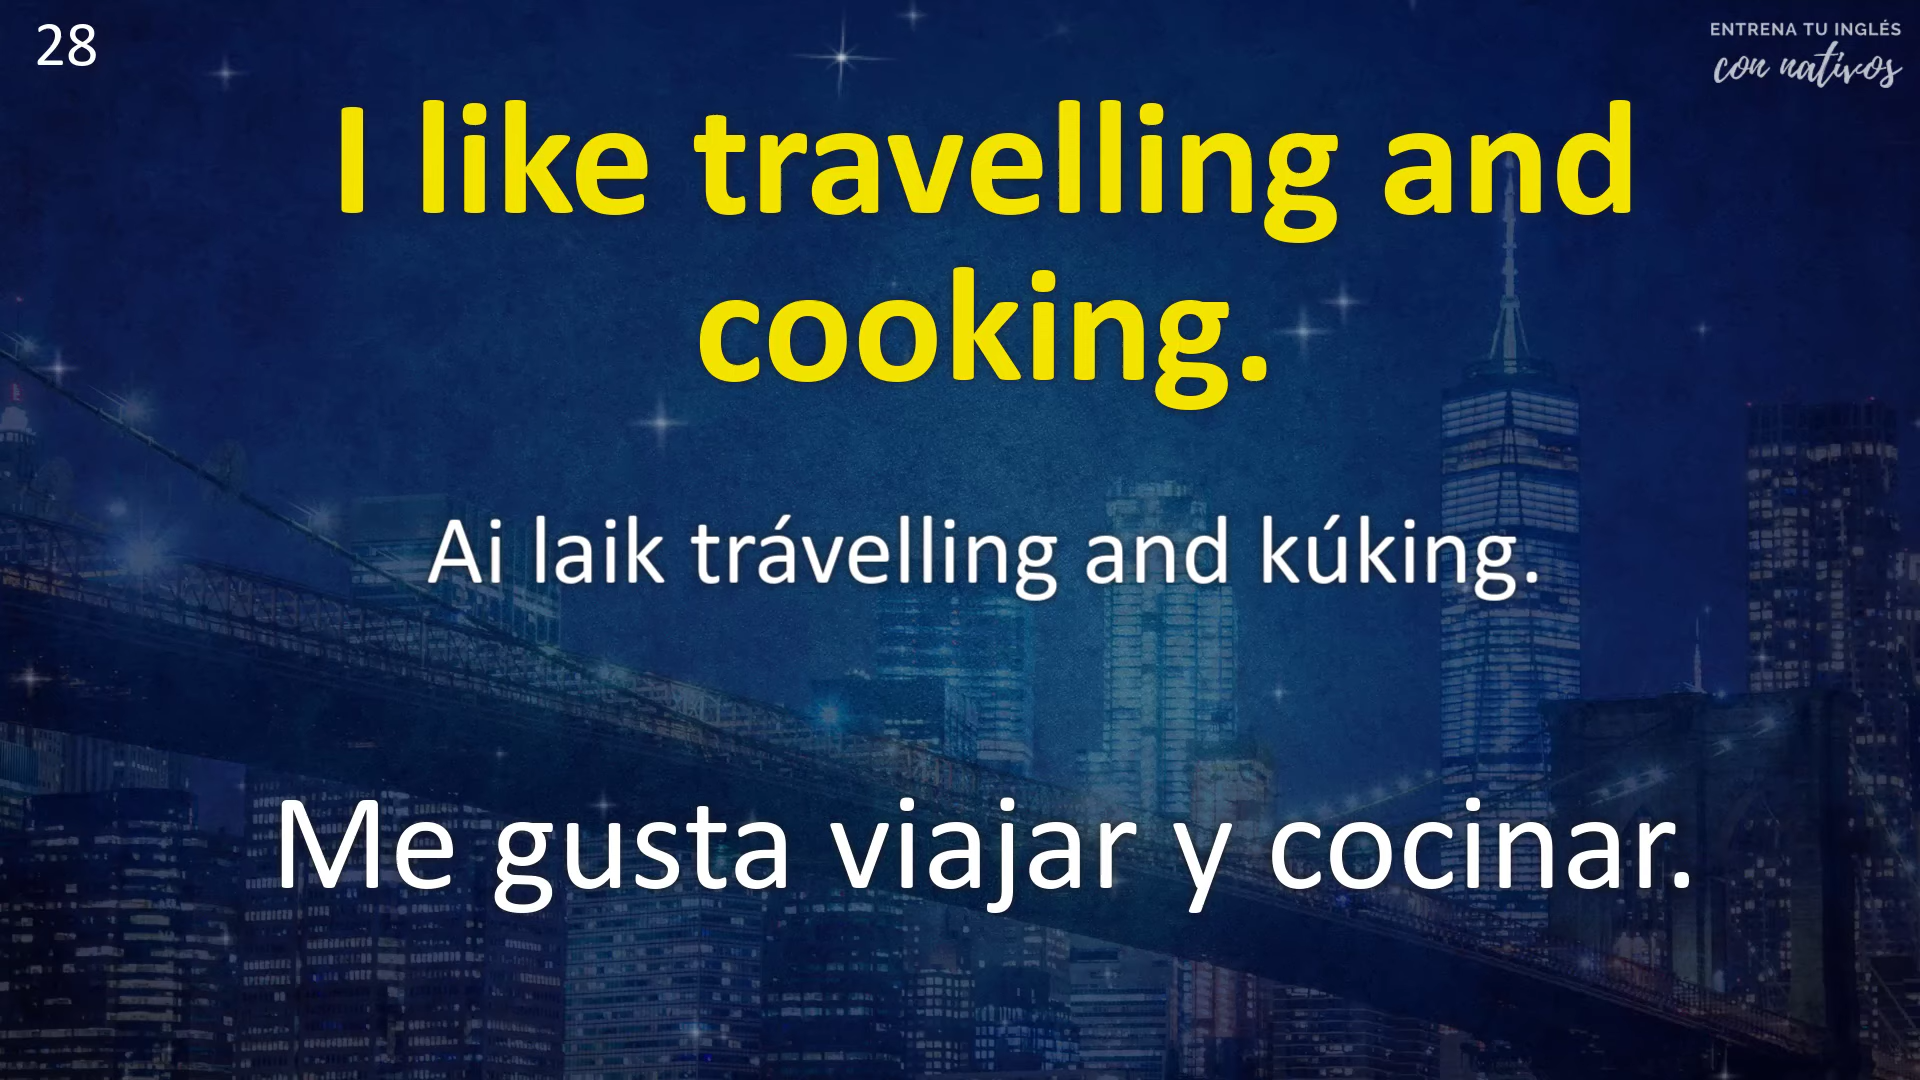 28
ENTRENA TU INGLÉS
con nativos
I like travelling and
cooking.
Ai laik trávelling and kúking.
Me gusta viajar y cocinar.